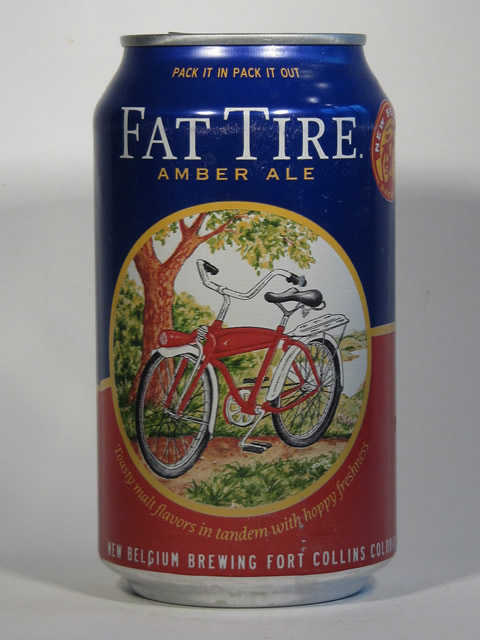 PACK IT IN PACK IT OUT
FAT TIRE.
AMBER ALE
NEW
Toasty malt flavors in tandem with hoppy freshness
NEW BELGIUM BREWING FORT COLLINS